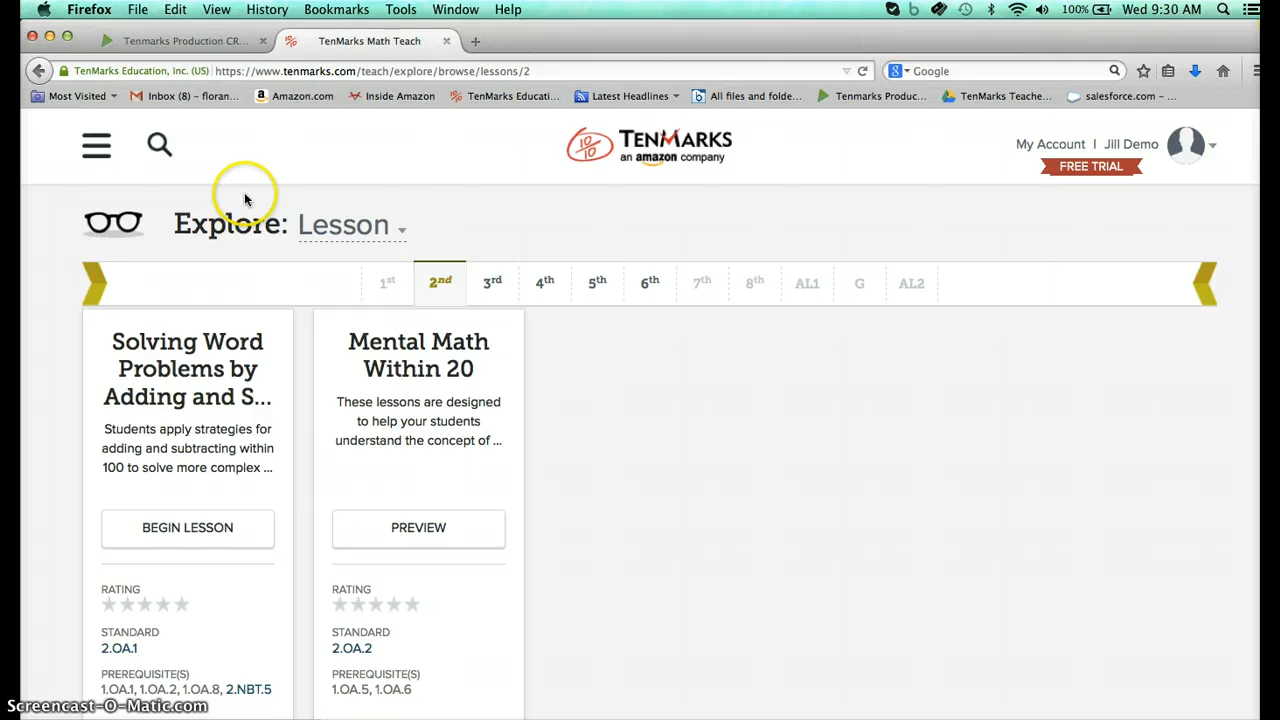 Firefox File Edit View History Bookmarks Tools Window Help 100% Wed 9:30 AM
Tenmarks Production CR... TenMarks Math Teach
TenMarks Education, Inc. (US) https://www.tenmarks.com/teach/explore/browse/lessons/2 Google
Most Visited Inbox (8) – floran... Amazon.com Inside Amazon TenMarks Educati... Latest Headlines All files and folde... Tenmarks Produc... TenMarks Teache... salesforce.com – ...
10/10 TENMARKS
an amazon company
My Account | Jill Demo
FREE TRIAL
Explore: Lesson
1st 2nd 3rd 4th 5th 6th 7th 8th AL1 G AL2
Solving Word
Problems by
Adding and S...
Students apply strategies for
adding and subtracting within
100 to solve more complex ...
BEGIN LESSON
RATING
STANDARD
2.OA.1
PREREQUISITE(S)
1.OA.1, 1.OA.2, 1.OA.8, 2.NBT.5
Mental Math
Within 20
These lessons are designed
to help your students
understand the concept of ...
PREVIEW
RATING
STANDARD
2.OA.2
PREREQUISITE(S)
1.OA.5, 1.OA.6
Screencast-O-Matic.com